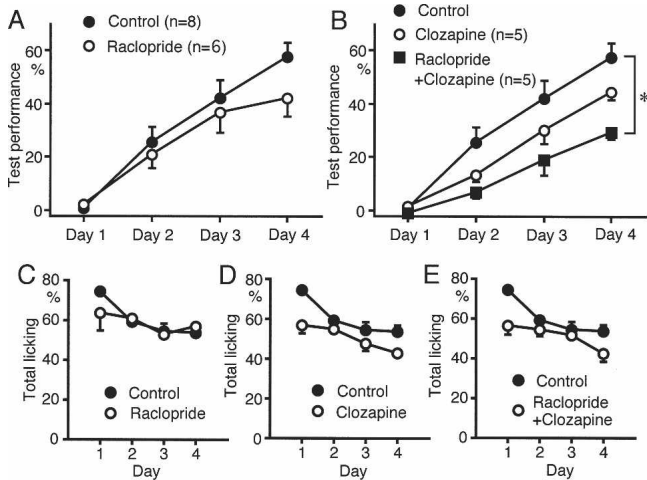 A
Control (n=8)
Raclopride (n=6)
Test performance
60
%
40
20
0
Day 1 Day 2 Day 3 Day 4
B
Control
Clozapine (n=5)
Raclopride
+Clozapine (n=5)
Test performance
60
%
40
20
0
*
Day 1 Day 2 Day 3 Day 4
C
Total licking
80
%
60
40
20
0
Control
Raclopride
1 2 3 4
Day
D
Total licking
80
%
60
40
20
0
Control
Clozapine
1 2 3 4
Day
E
Total licking
80
%
60
40
20
0
Control
Raclopride
+Clozapine
1 2 3 4
Day